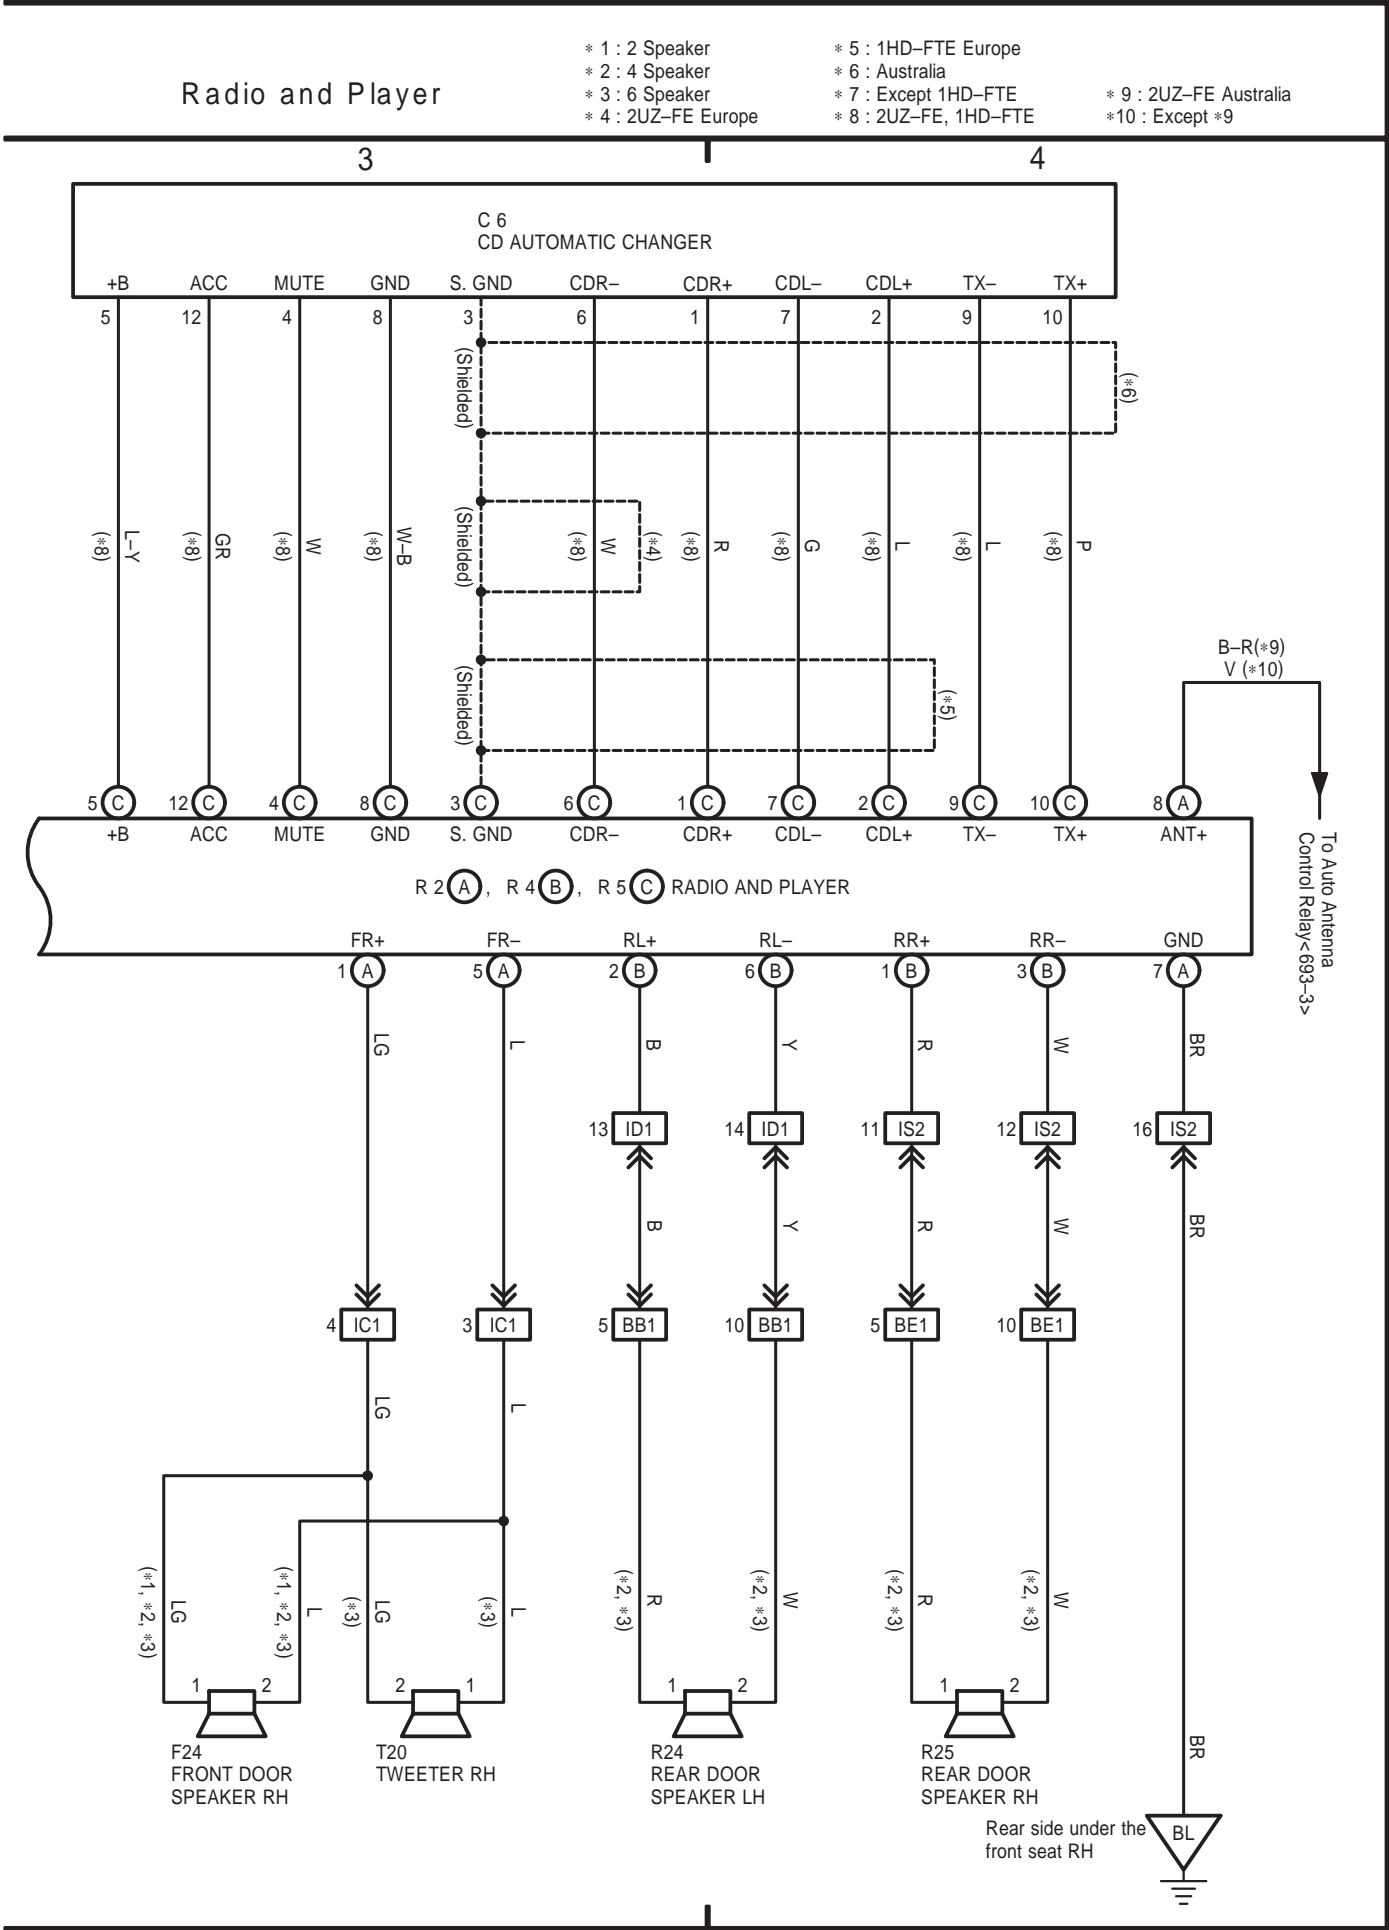 Radio and Player
∗ 1 : 2 Speaker
∗ 2 : 4 Speaker
∗ 3 : 6 Speaker
∗ 4 : 2UZ–FE Europe
∗ 5 : 1HD–FTE Europe
∗ 6 : Australia
∗ 7 : Except 1HD–FTE
∗ 8 : 2UZ–FE, 1HD–FTE
∗ 9 : 2UZ–FE Australia
∗10 : Except ∗9
3 4
C 6
CD AUTOMATIC CHANGER
+B ACC MUTE GND S. GND CDR– CDR+ CDL– CDL+ TX– TX+
5 12 4 8 3 6 1 7 2 9 10
(Shielded) (∗6)
(∗8) L–Y (∗8) GR (∗8) W (∗8) W–B (Shielded) (∗8) W (∗4) (∗8) R (∗8) G (∗8) L (∗8) L (∗8) P
B–R(∗9)
V (∗10)
(Shielded) (∗5)
5 C 12 C 4 C 8 C 3 C 6 C 1 C 7 C 2 C 9 C 10 C 8 A
+B ACC MUTE GND S. GND CDR– CDR+ CDL– CDL+ TX– TX+ ANT+
To Auto Antenna
Control Relay<693–3>
R 2 A , R 4 B , R 5 C RADIO AND PLAYER
FR+ FR– RL+ RL– RR+ RR– GND
1 A 5 A 2 B 6 B 1 B 3 B 7 A
LG L B Y R W BR
13 ID1 14 ID1 11 IS2 12 IS2 16 IS2
B Y R W BR
4 IC1 3 IC1 5 BB1 10 BB1 5 BE1 10 BE1
LG L
(∗1, ∗2, ∗3) LG (∗1, ∗2, ∗3) L (∗3) LG (∗3) L (∗2, ∗3) R (∗2, ∗3) W (∗2, ∗3) R (∗2, ∗3) W
1 2 2 1 1 2 1 2
BR
F24
FRONT DOOR
SPEAKER RH
T20
TWEETER RH
R24
REAR DOOR
SPEAKER LH
R25
REAR DOOR
SPEAKER RH
Rear side under the
front seat RH
BL